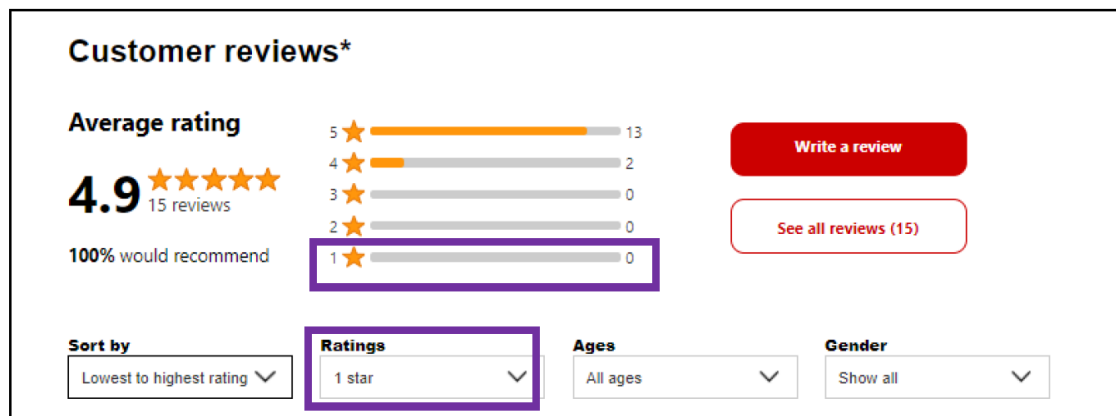 Customer reviews*
Average rating
4.9
15 reviews
100% would recommend
5 13
4 2
3 0
2 0
1 0
Write a review
See all reviews (15)
Sort by
Lowest to highest rating
Ratings
1 star
Ages
All ages
Gender
Show all